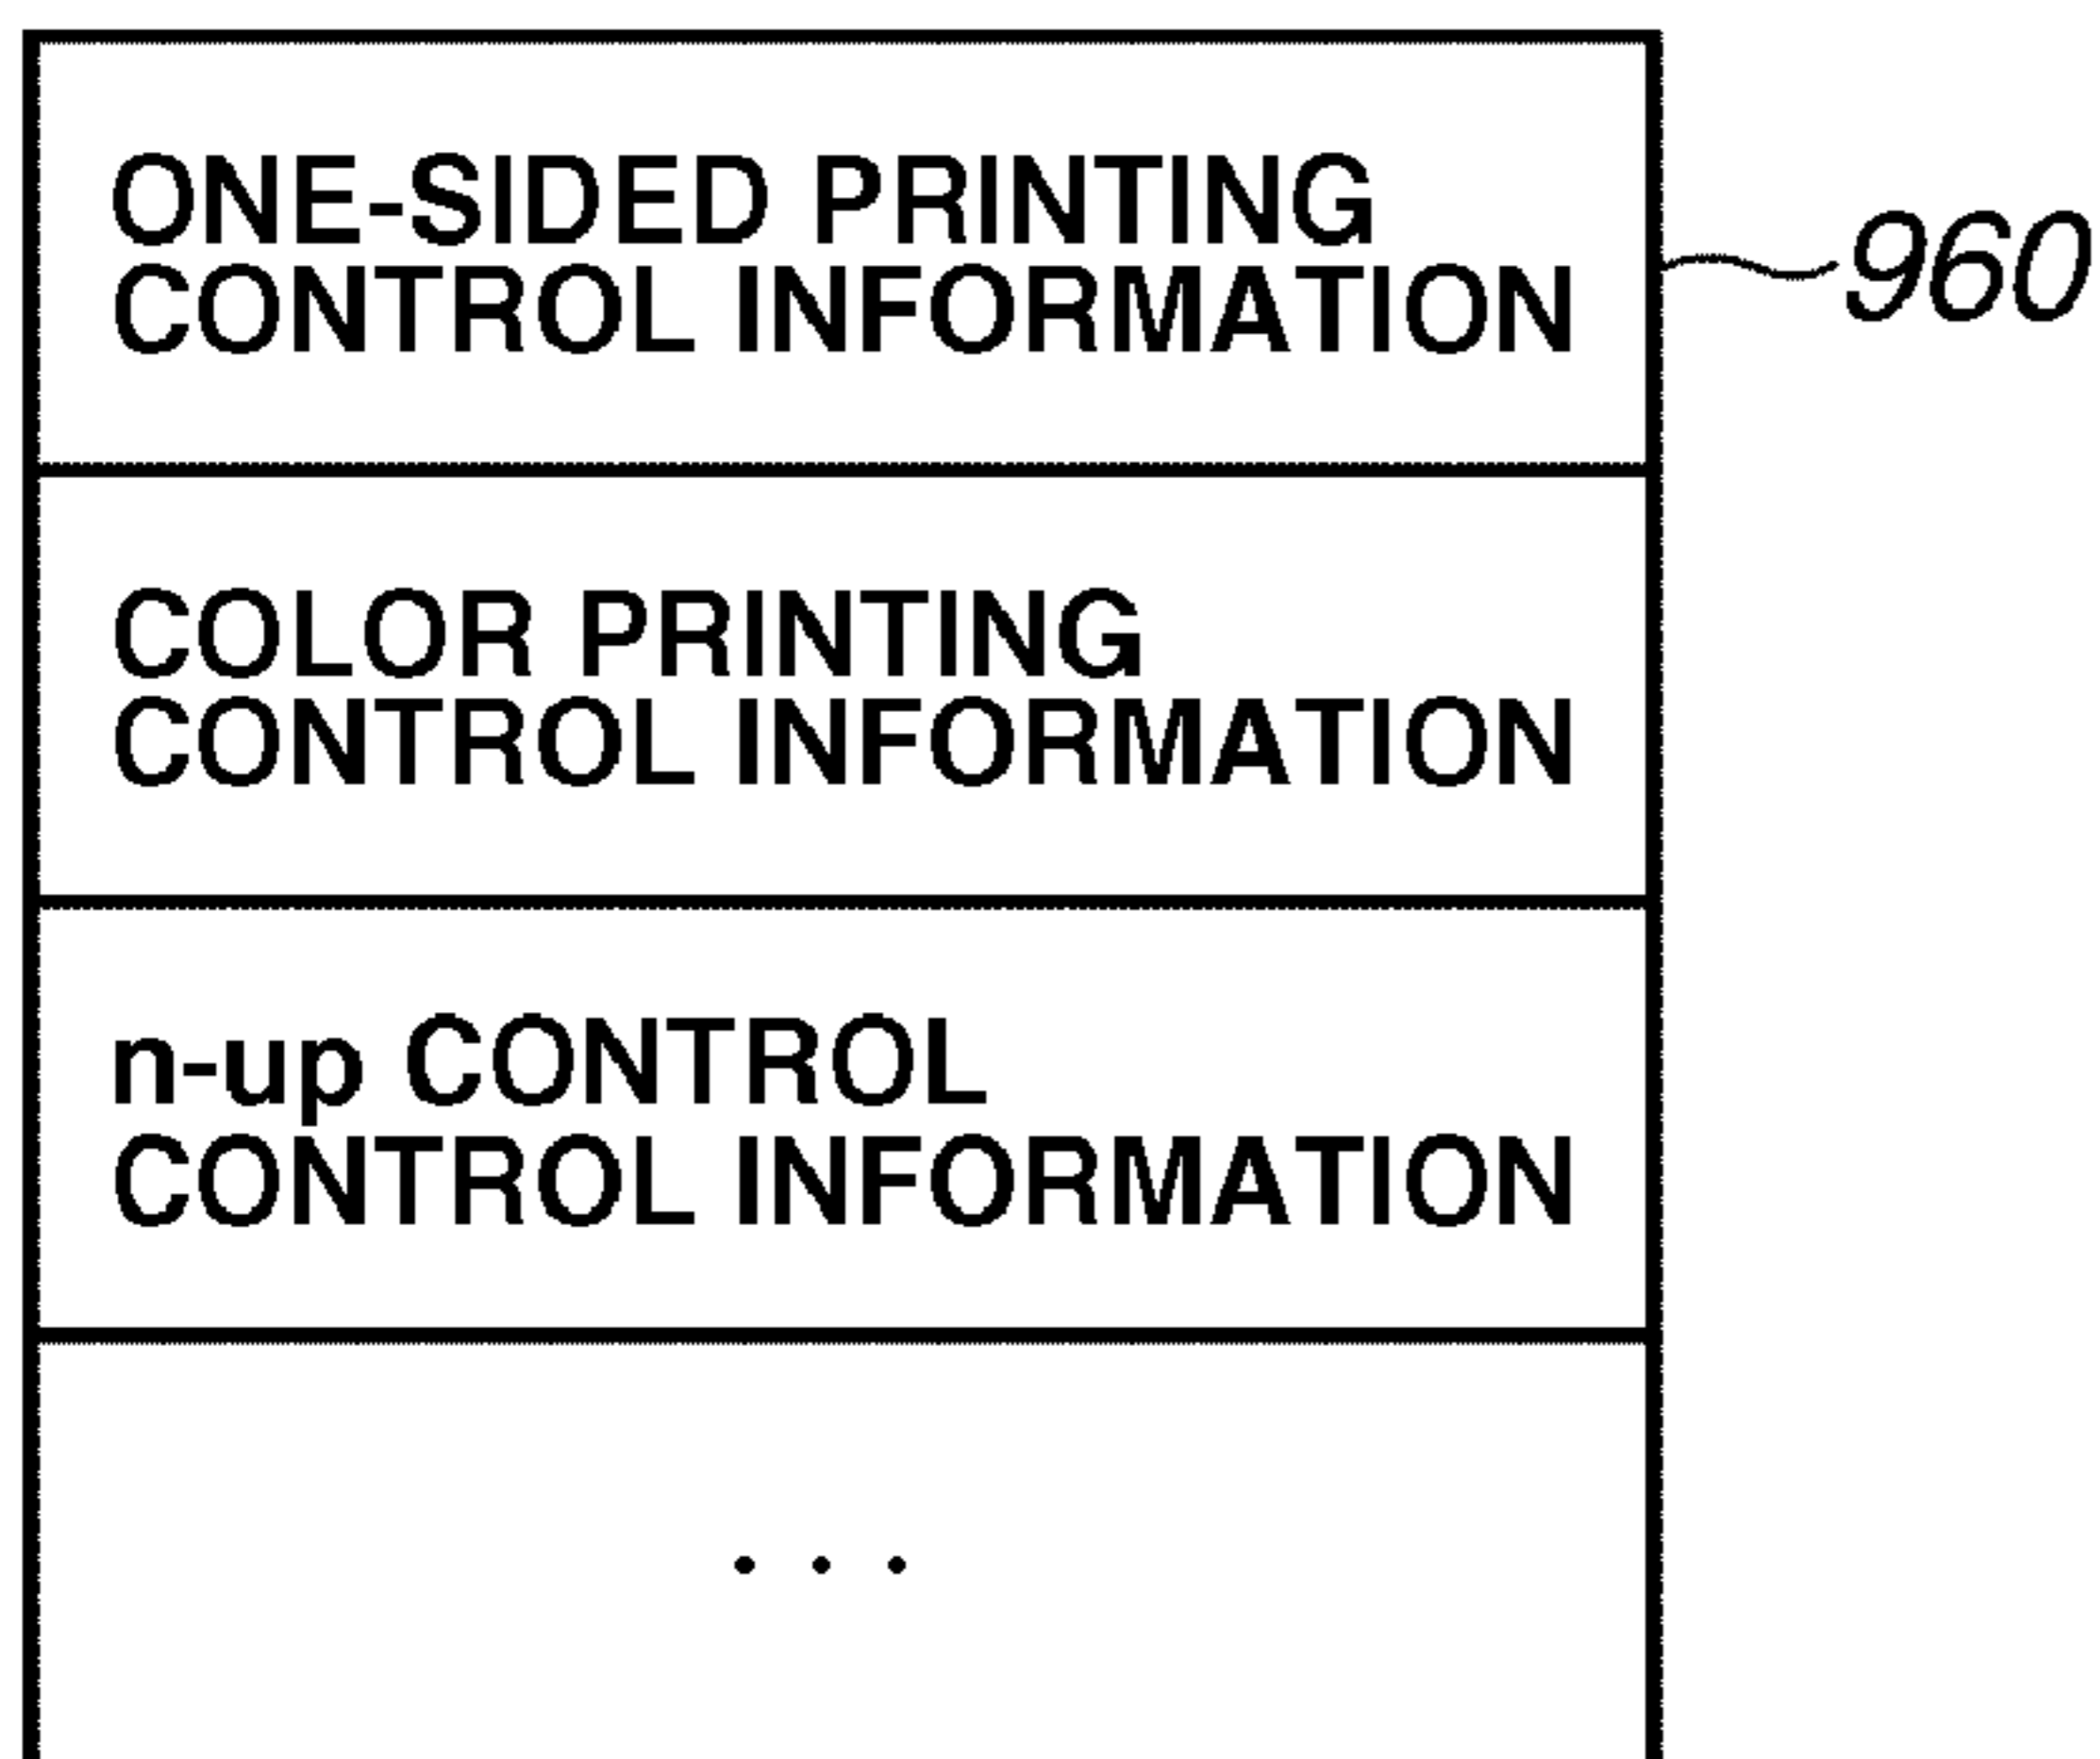 ONE-SIDED PRINTING
CONTROL INFORMATION
960
COLOR PRINTING
CONTROL INFORMATION
n-up CONTROL
CONTROL INFORMATION
. . .